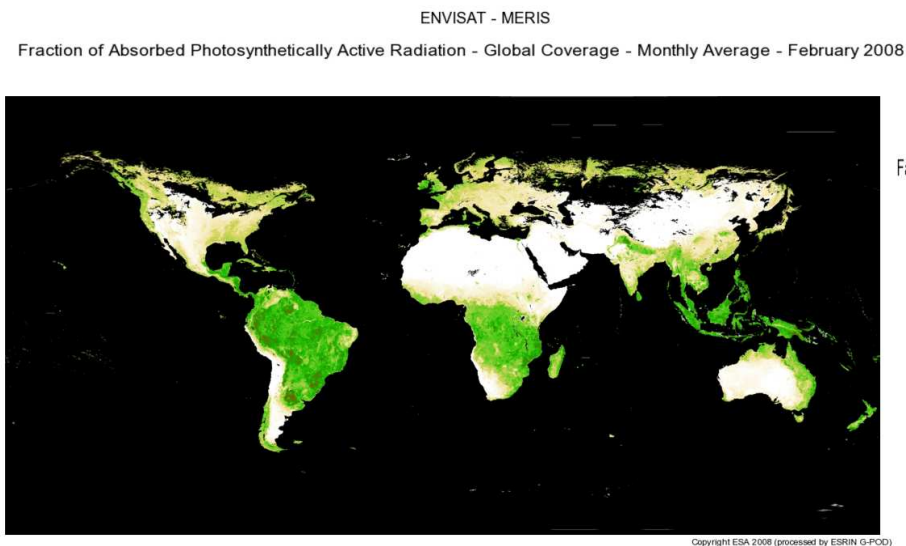 ENVISAT - MERIS
Fraction of Absorbed Photosynthetically Active Radiation - Global Coverage - Monthly Average - February 2008
Copyright ESA 2008 (processed by ESRIN G-POD)